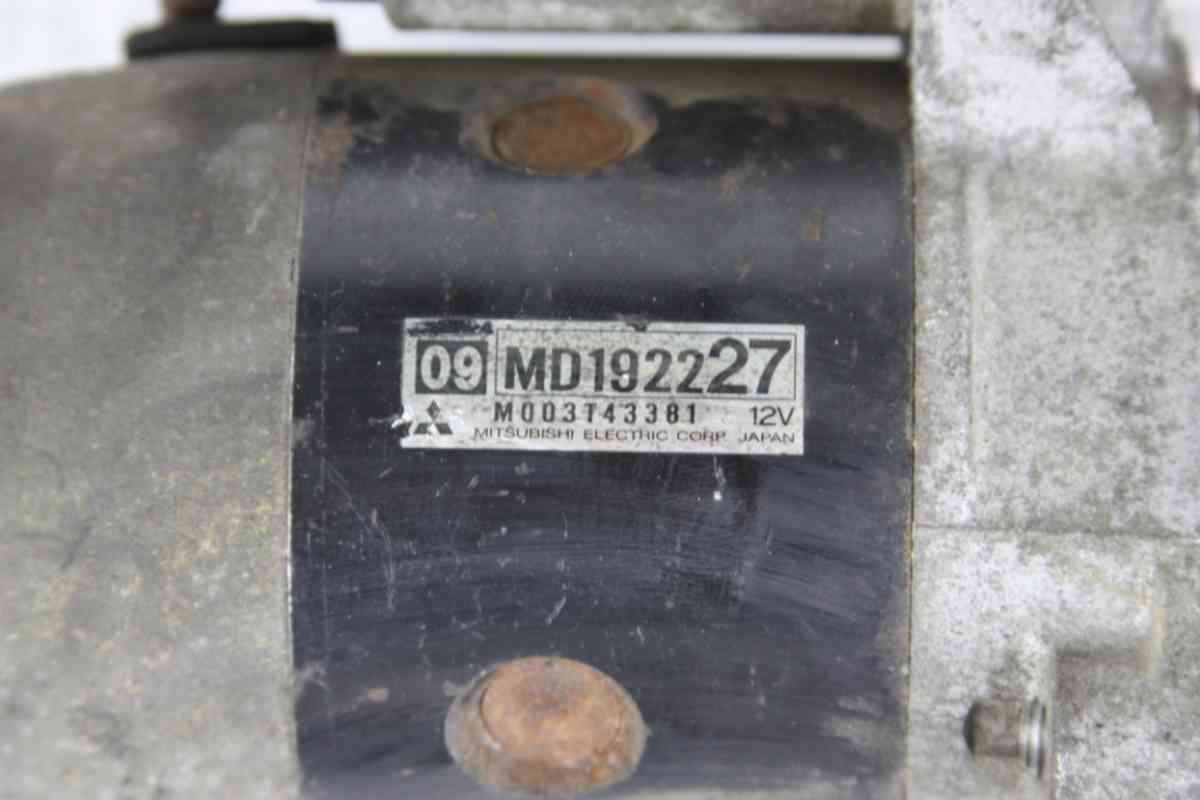 09 MD192227
M003T43381 12V
MITSUBISHI ELECTRIC CORP. JAPAN